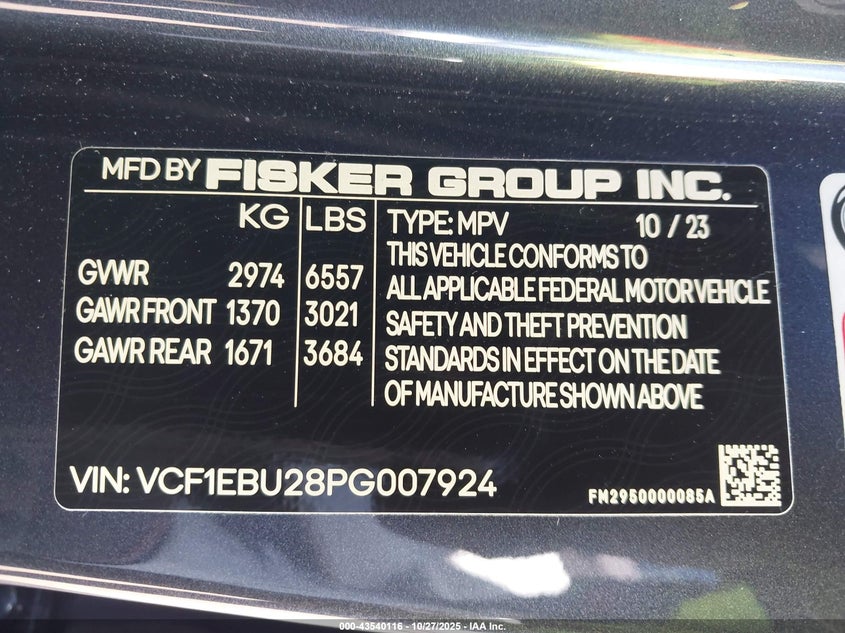 MFD BY FISKER GROUP INC.
KG LBS TYPE: MPV 10 / 23
GVWR 2974 6557 THIS VEHICLE CONFORMS TO
ALL APPLICABLE FEDERAL MOTOR VEHICLE
GAWR FRONT 1370 3021 SAFETY AND THEFT PREVENTION
GAWR REAR 1671 3684 STANDARDS IN EFFECT ON THE DATE
OF MANUFACTURE SHOWN ABOVE
VIN: VCF1EBU28PG007924
FM2950000085A
000-43540116 - 10/27/2025 - IAA Inc.